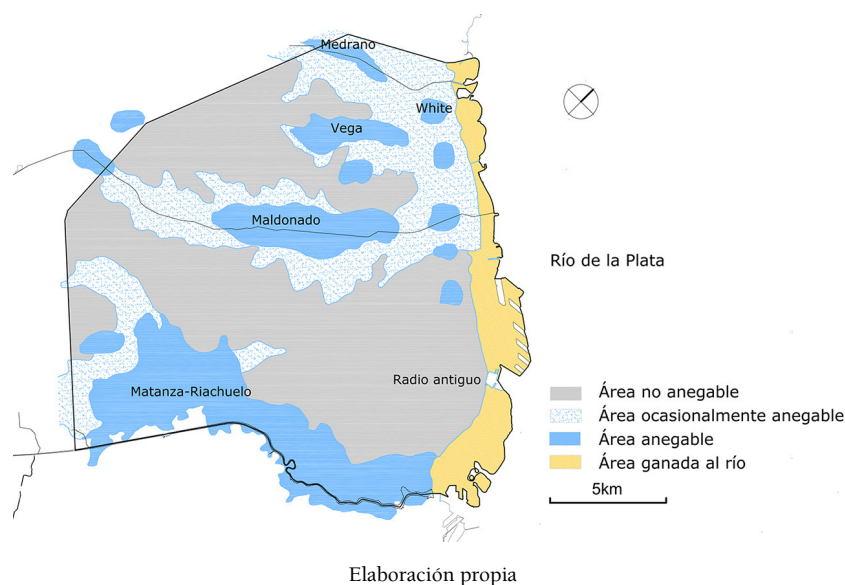 Medrano
White
Vega
Maldonado
Río de la Plata
Radio antiguo
Matanza-Riachuelo
Área no anegable
Área ocasionalmente anegable
Área anegable
Área ganada al río
5km
Elaboración propia